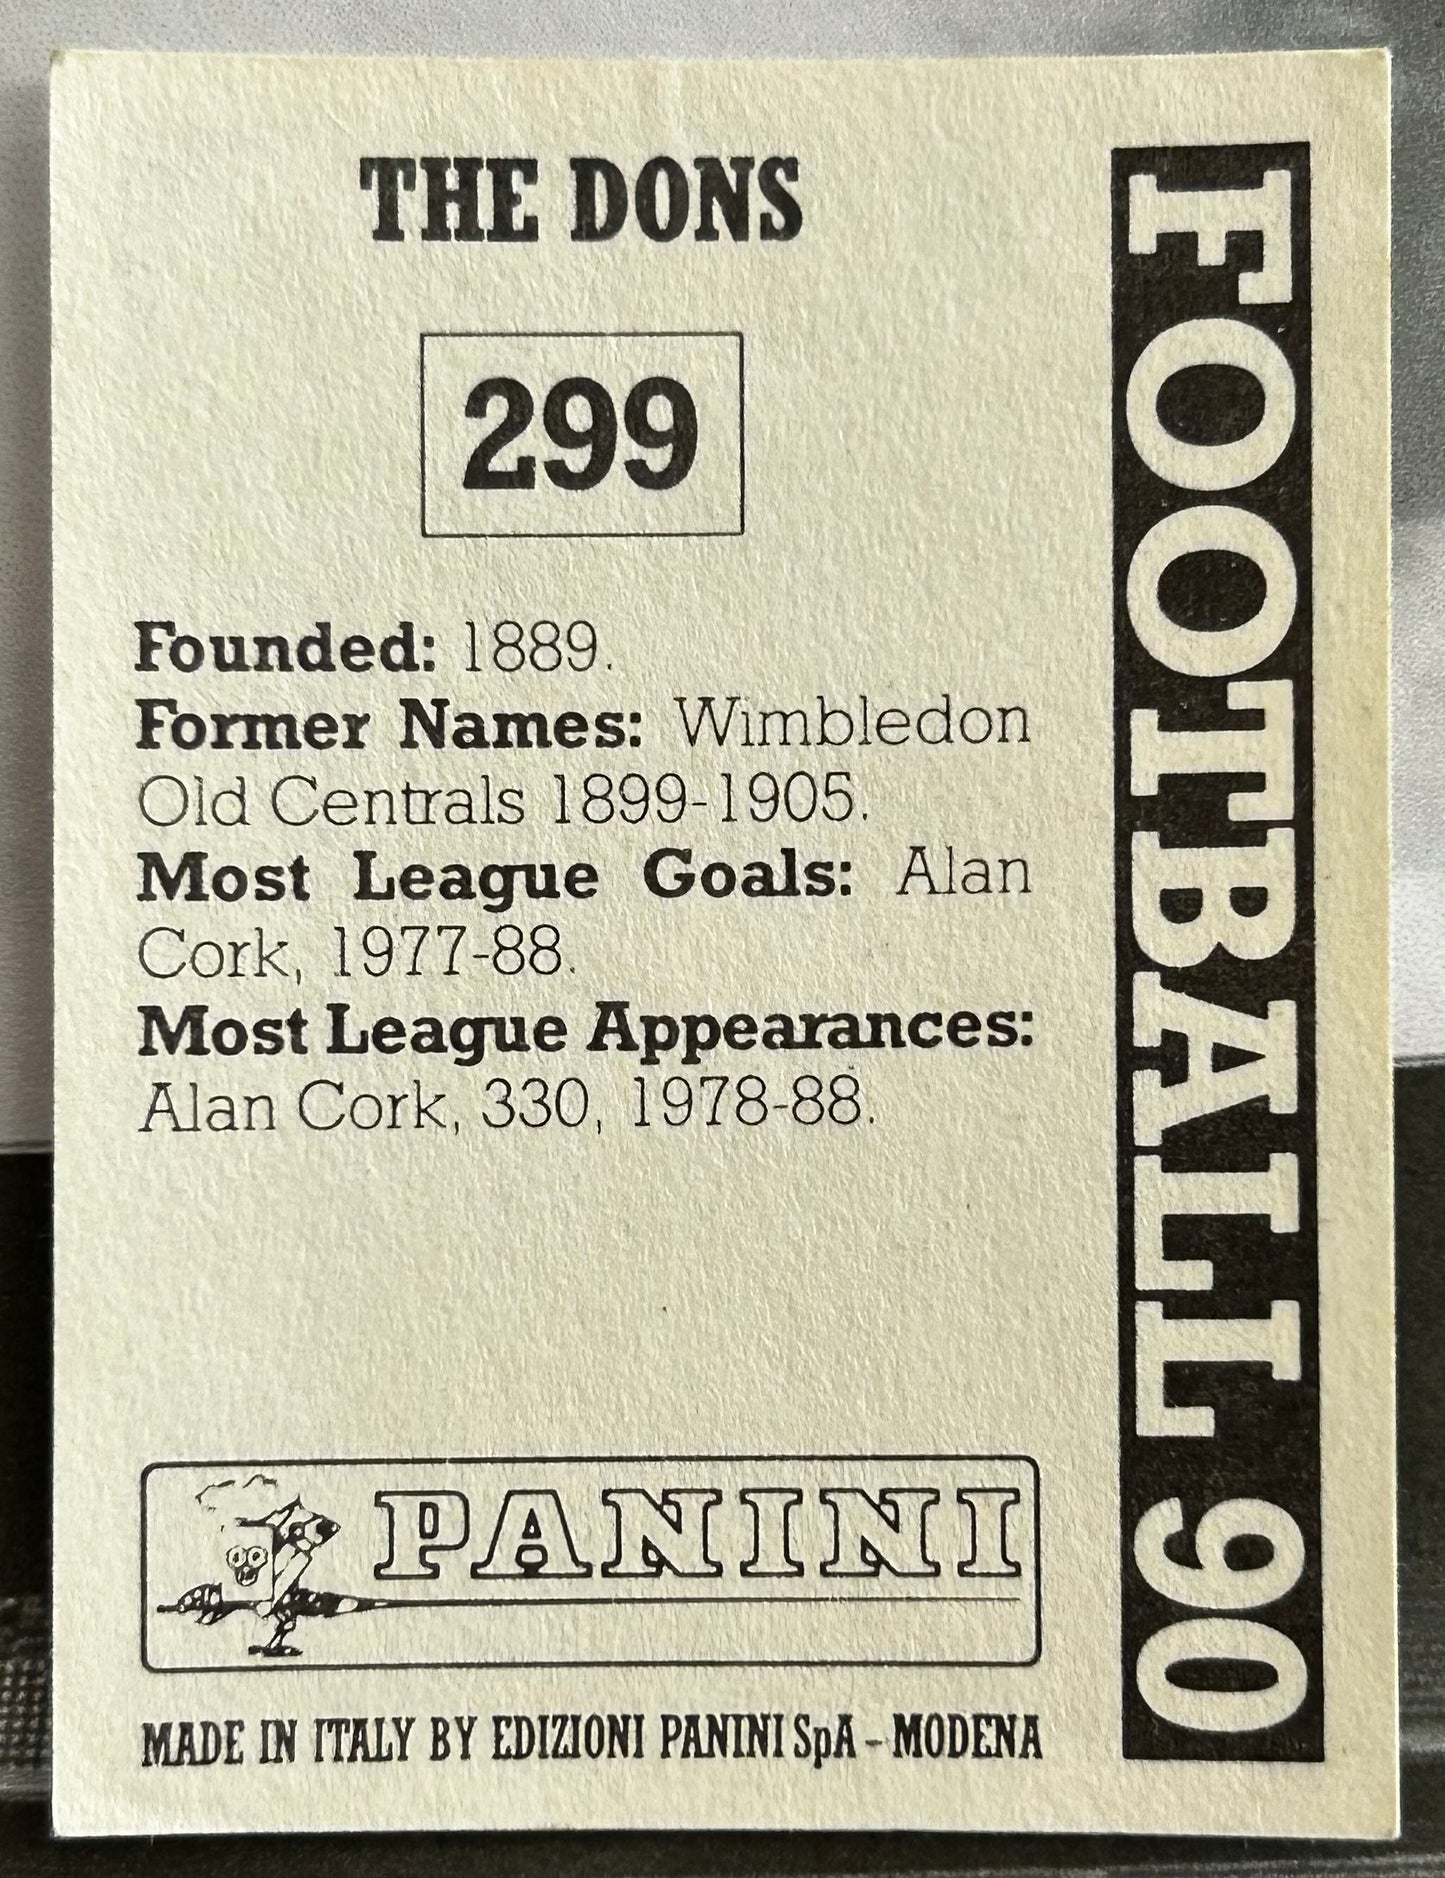 THE DONS
299
Founded: 1889.
Former Names: Wimbledon
Old Centrals 1899-1905.
Most League Goals: Alan
Cork, 1977-88.
Most League Appearances:
Alan Cork, 330, 1978-88.
PANINI
MADE IN ITALY BY EDIZIONI PANINI SpA - MODENA
FOOTBALL 90